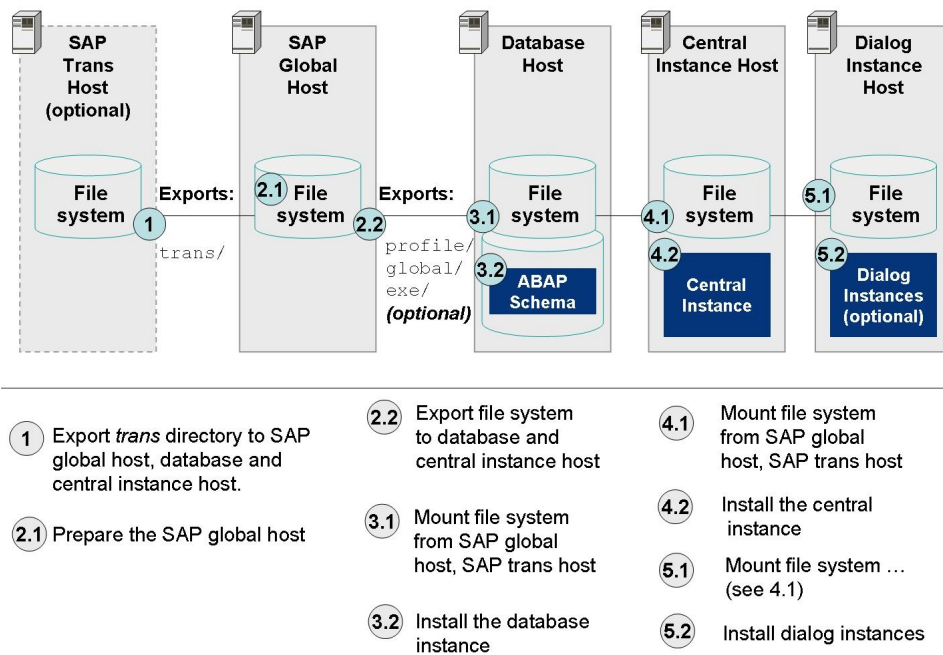 SAP
Trans
Host
(optional)
SAP
Global
Host
Database
Host
Central
Instance Host
Dialog
Instance
Host
File
system
1
Exports:
trans/
2.1
File
system
2.2
Exports:
profile/
global/
exe/
(optional)
3.1
File
system
3.2
ABAP
Schema
4.1
File
system
4.2
Central
Instance
5.1
File
system
5.2
Dialog
Instances
(optional)
1 Export trans directory to SAP
global host, database and
central instance host.
2.1 Prepare the SAP global host
2.2 Export file system
to database and
central instance host
3.1 Mount file system
from SAP global
host, SAP trans host
3.2 Install the database
instance
4.1 Mount file system
from SAP global
host, SAP trans host
4.2 Install the central
instance
5.1 Mount file system …
(see 4.1)
5.2 Install dialog instances